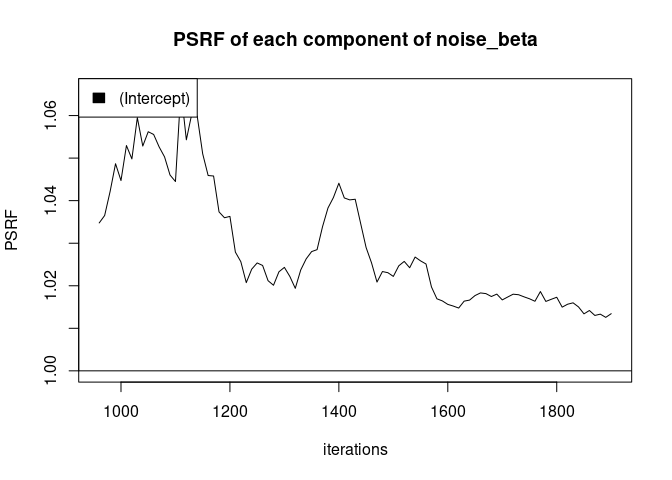 PSRF of each component of noise_beta
(Intercept)
PSRF
1.06
1.04
1.02
1.00
1000 1200 1400 1600 1800
iterations